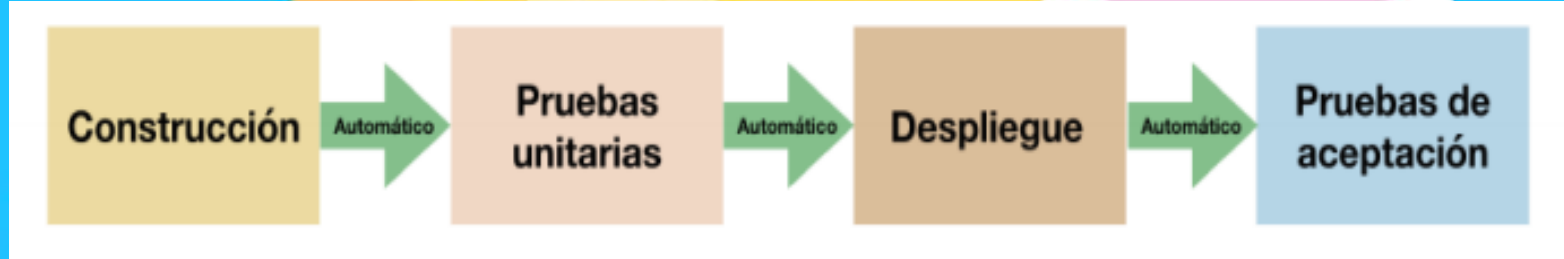 Construcción
Automático
Pruebas
unitarias
Automático
Despliegue
Automático
Pruebas de
aceptación